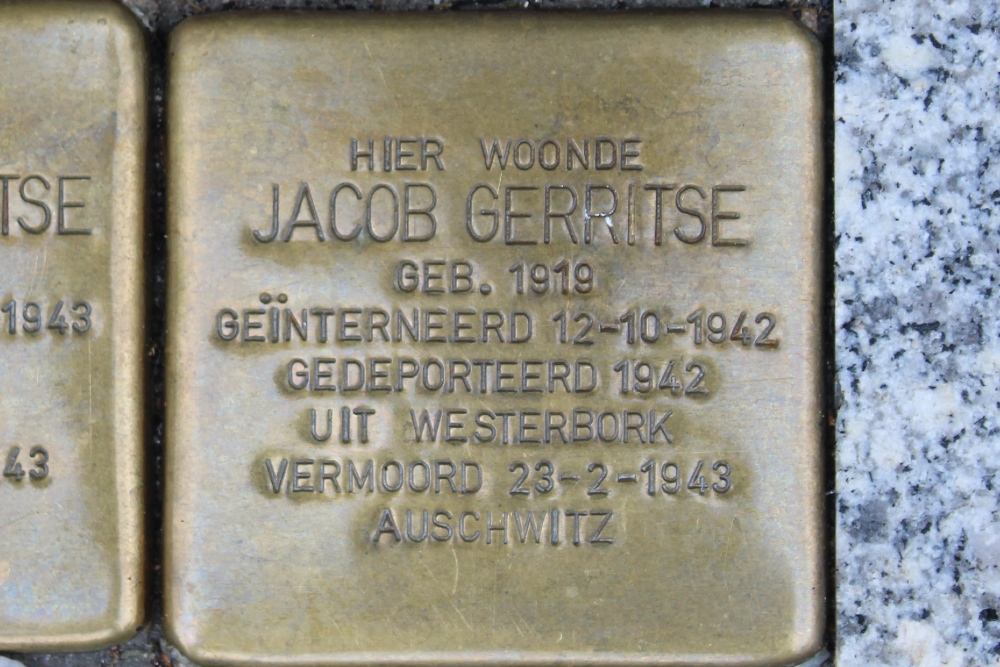 HIER WOONDE
JACOB GERRITSE
GEB. 1919
GEÏNTERNEERD 12-10-1942
GEDEPORTEERD 1942
UIT WESTERBORK
VERMOORD 23-2-1943
AUSCHWITZ
1943